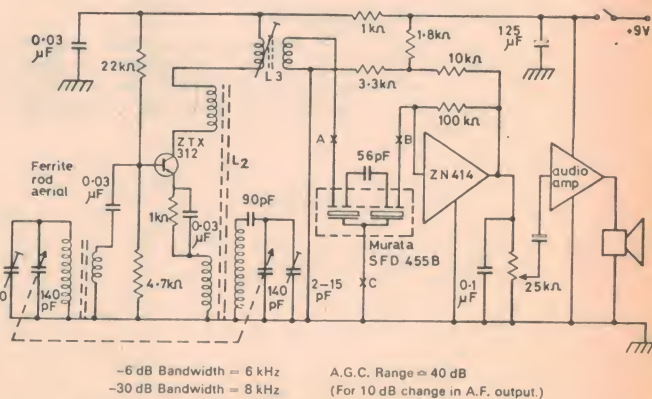 0·03
μF
1kΩ
1·8kΩ
125
μF
+9V
22kΩ
L3
10kΩ
3·3kΩ
100 kΩ
ZTX
312
A
B
56pF
L2
ZN414
audio
amp
Ferrite
rod
aerial
0·03
μF
90pF
1kΩ
0·03
μF
Murata
SFD 455B
C
140
pF
4·7kΩ
140
pF
2–15
pF
0·1
μF
25kΩ
–6 dB Bandwidth = 6 kHz
–30 dB Bandwidth = 8 kHz
A.G.C. Range ≏ 40 dB
(For 10 dB change in A.F. output.)